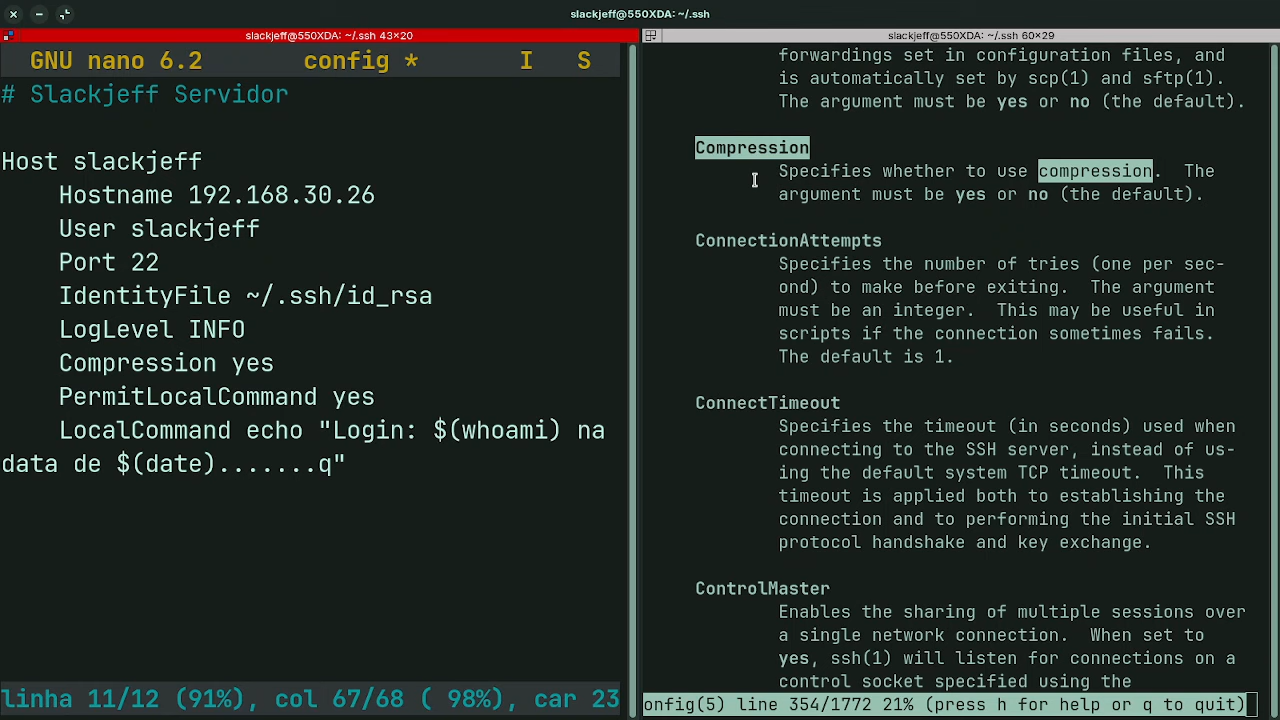 slackjeff@550XDA: ~/.ssh
slackjeff@550XDA: ~/.ssh 43×20
GNU nano 6.2 config * I S
# Slackjeff Servidor
Host slackjeff
Hostname 192.168.30.26
User slackjeff
Port 22
IdentityFile ~/.ssh/id_rsa
LogLevel INFO
Compression yes
PermitLocalCommand yes
LocalCommand echo "Login: $(whoami) na
data de $(date).......q"
linha 11/12 (91%), col 67/68 ( 98%), car 23
slackjeff@550XDA: ~/.ssh 60×29
forwardings set in configuration files, and
is automatically set by scp(1) and sftp(1).
The argument must be yes or no (the default).
Compression
Specifies whether to use compression. The
argument must be yes or no (the default).
ConnectionAttempts
Specifies the number of tries (one per sec-
ond) to make before exiting. The argument
must be an integer. This may be useful in
scripts if the connection sometimes fails.
The default is 1.
ConnectTimeout
Specifies the timeout (in seconds) used when
connecting to the SSH server, instead of us-
ing the default system TCP timeout. This
timeout is applied both to establishing the
connection and to performing the initial SSH
protocol handshake and key exchange.
ControlMaster
Enables the sharing of multiple sessions over
a single network connection. When set to
yes, ssh(1) will listen for connections on a
control socket specified using the
onfig(5) line 354/1772 21% (press h for help or q to quit)